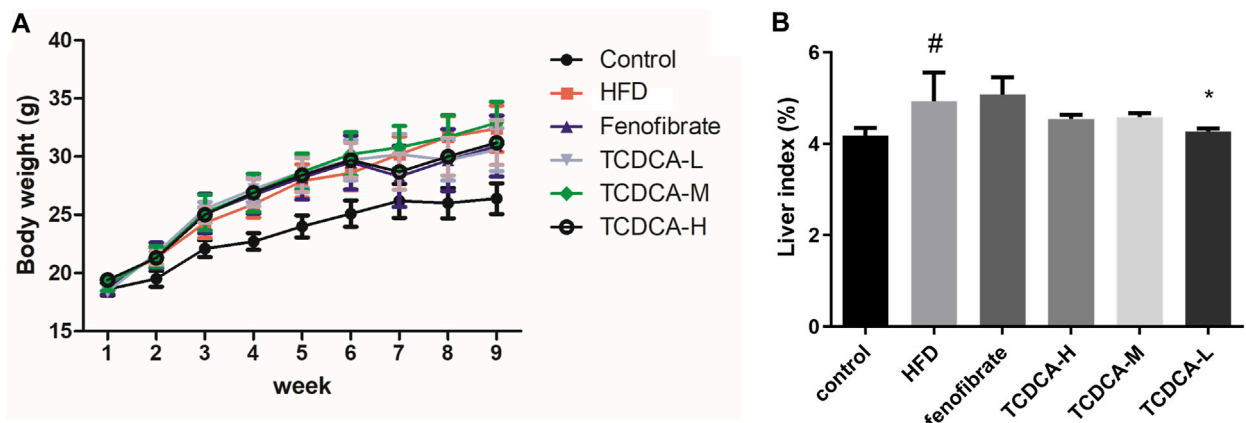 A
40
35
30
25
20
15
Body weight (g)
1 2 3 4 5 6 7 8 9
week
Control
HFD
Fenofibrate
TCDCA-L
TCDCA-M
TCDCA-H
B
6
4
2
0
Liver index (%)
#
*
control
HFD
fenofibrate
TCDCA-H
TCDCA-M
TCDCA-L